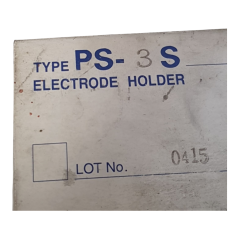 TYPE PS- 3 S
ELECTRODE HOLDER
LOT No. 0415